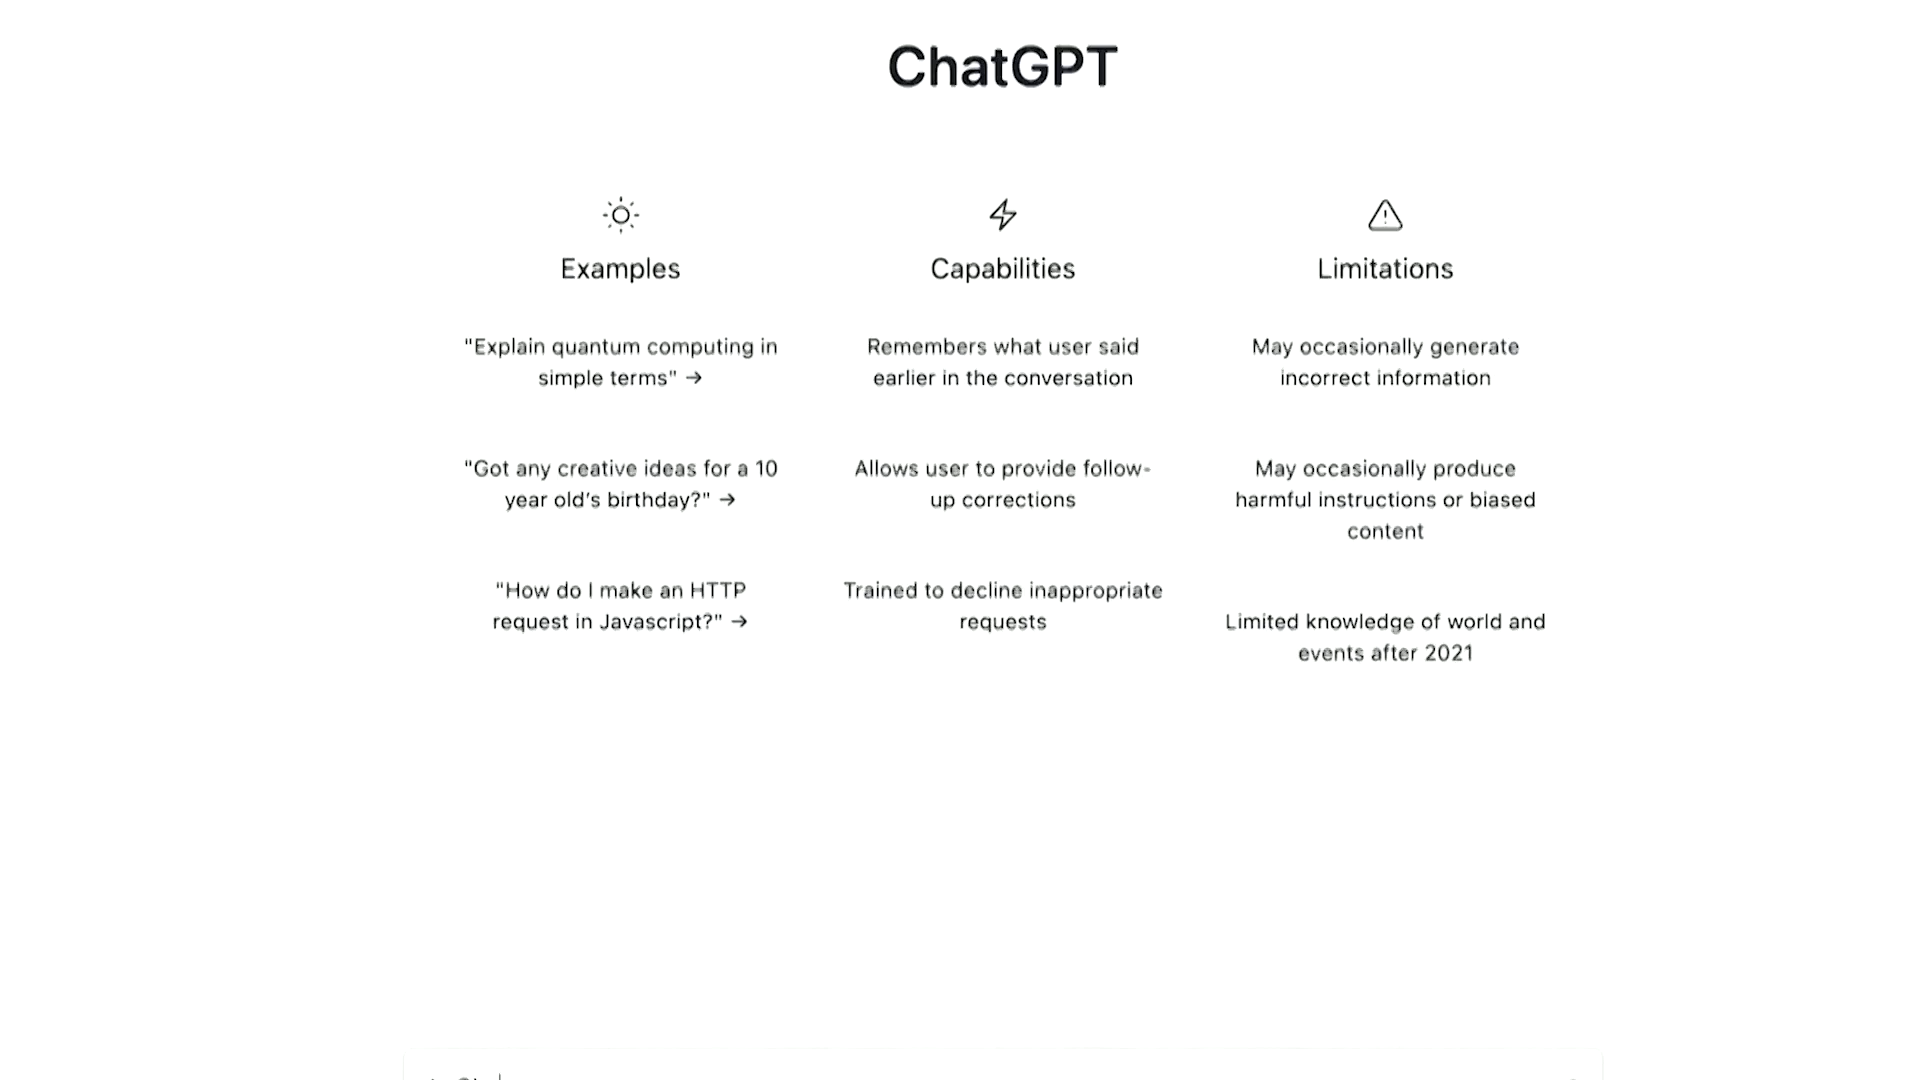 ChatGPT
Examples
"Explain quantum computing in
simple terms" →
"Got any creative ideas for a 10
year old's birthday?" →
"How do I make an HTTP
request in Javascript?" →
Capabilities
Remembers what user said
earlier in the conversation
Allows user to provide follow-
up corrections
Trained to decline inappropriate
requests
Limitations
May occasionally generate
incorrect information
May occasionally produce
harmful instructions or biased
content
Limited knowledge of world and
events after 2021